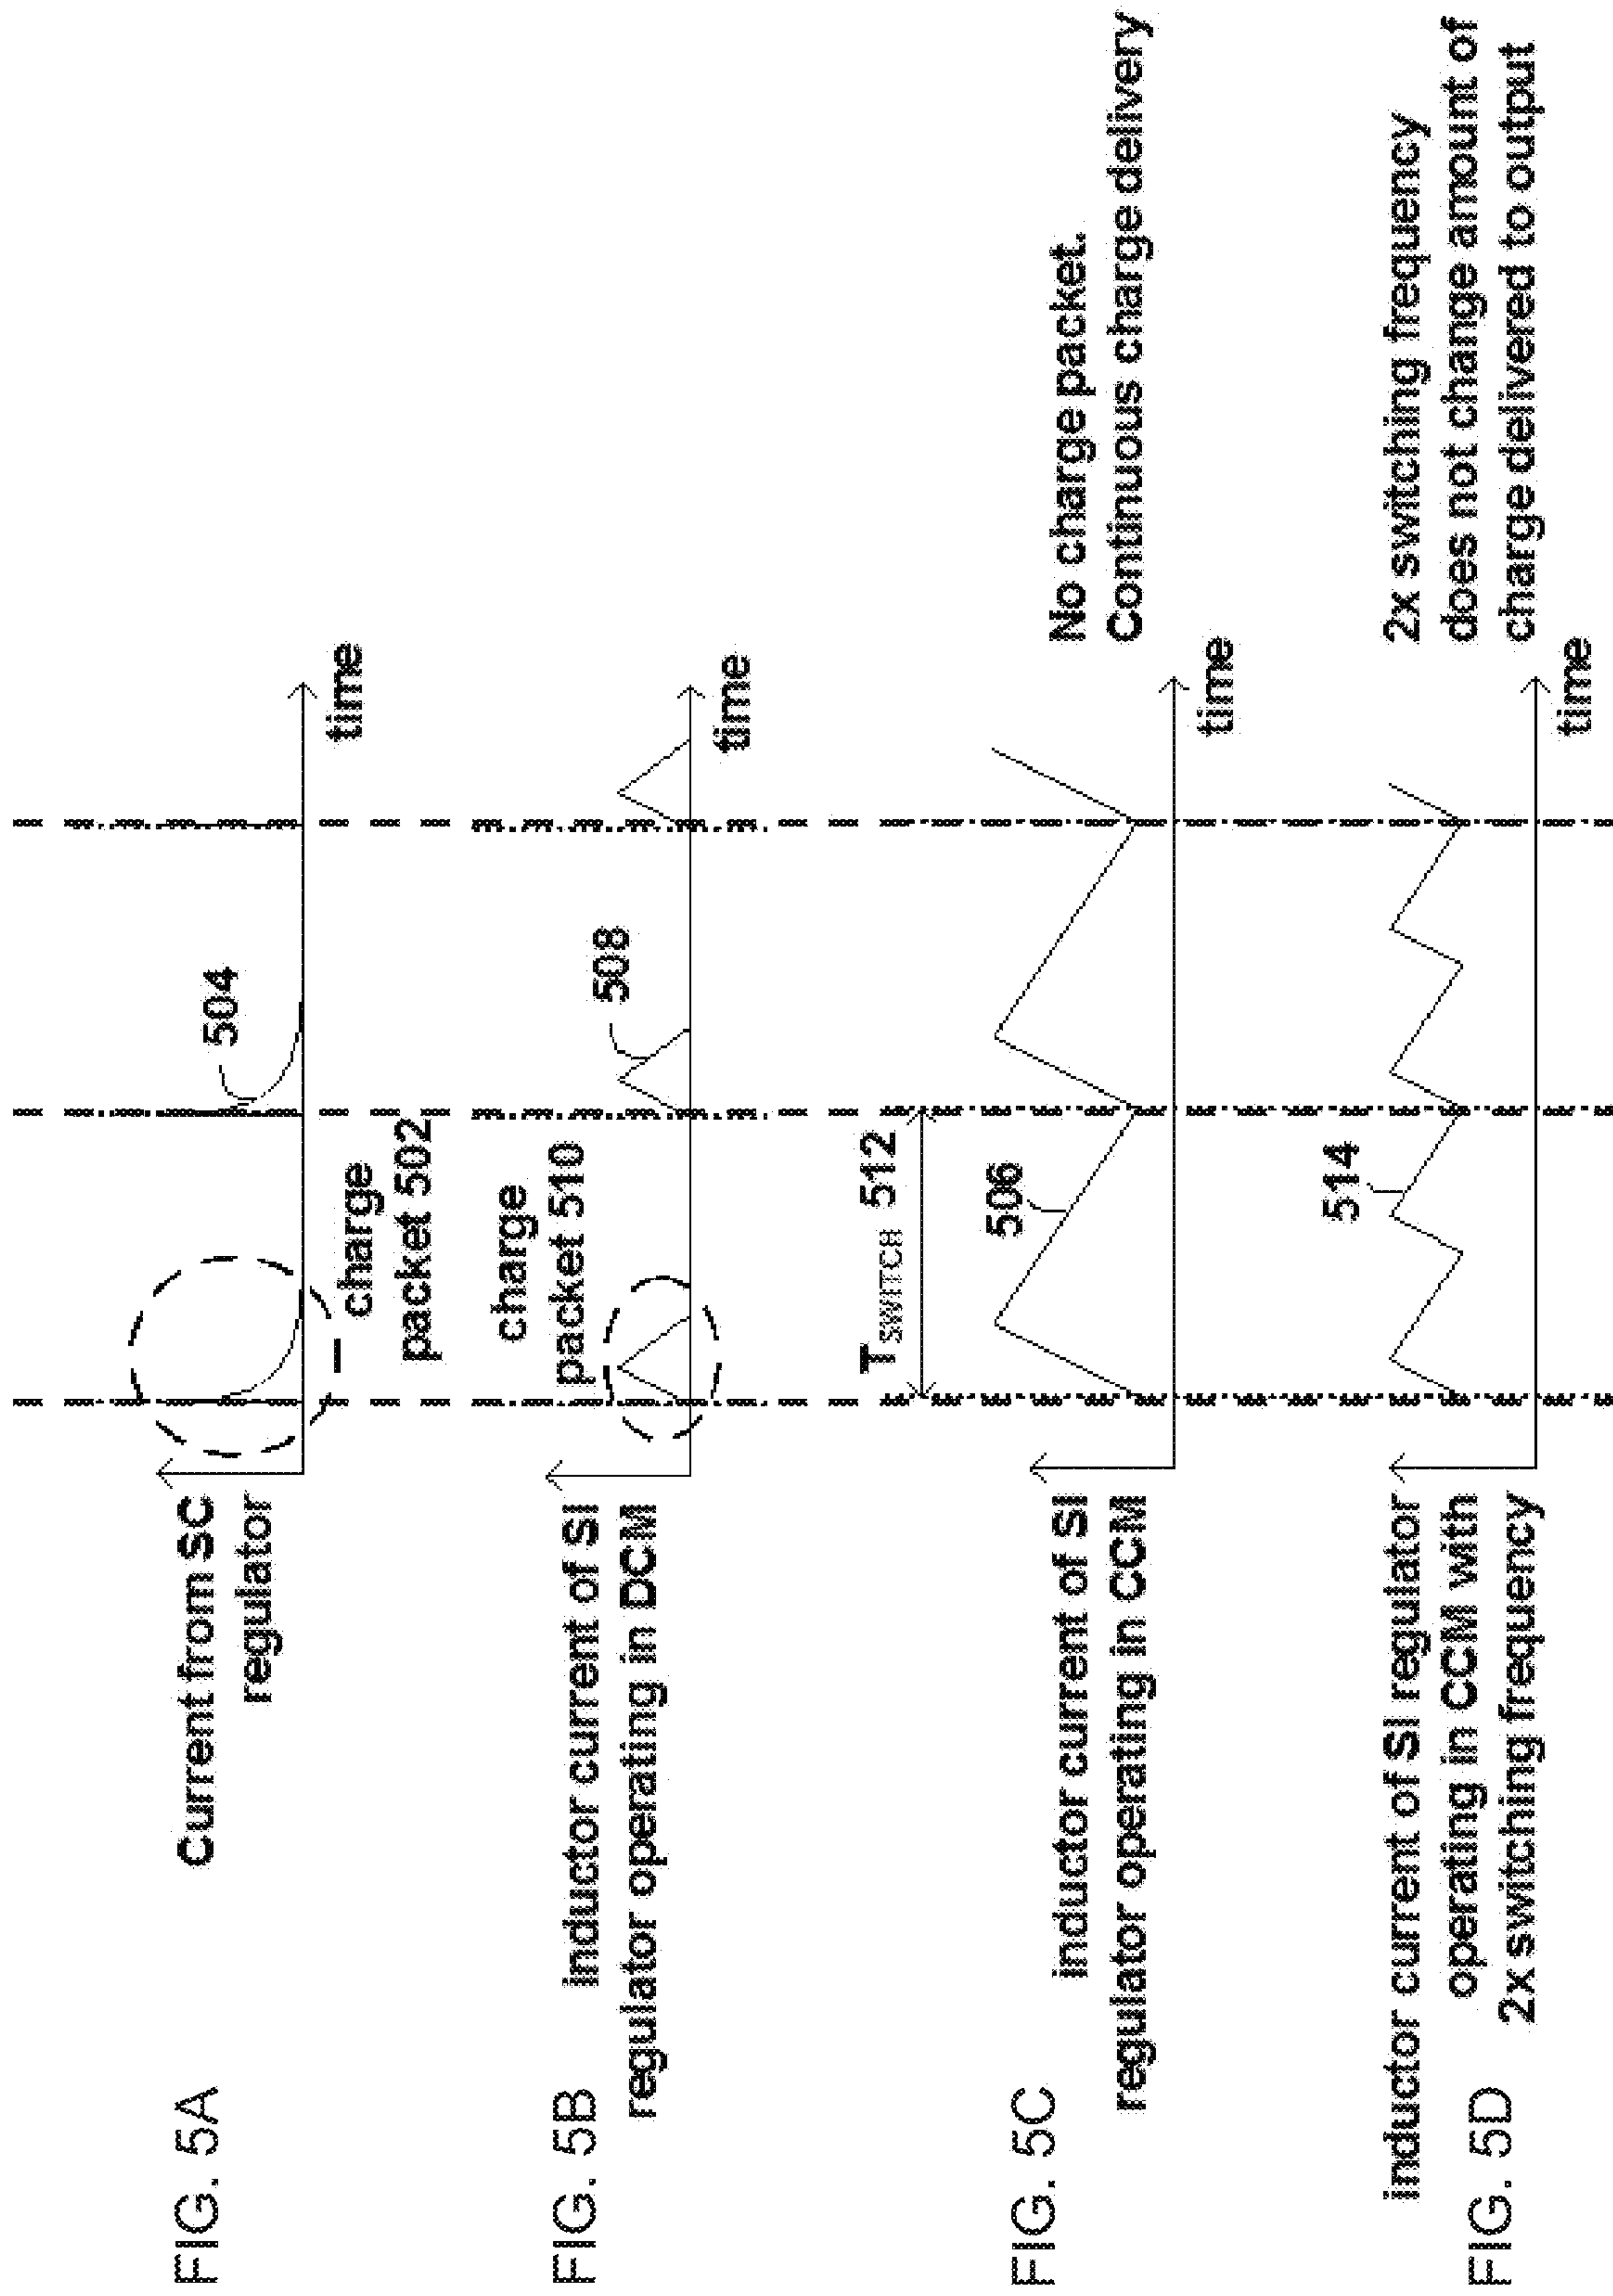 FIG. 5A
Current from SC
regulator
504
charge
packet 502
time
FIG. 5B
inductor current of SI
regulator operating in DCM
charge
packet 510
508
time
FIG. 5C
inductor current of SI
regulator operating in CCM
TSWITCH 512
506
time
No charge packet.
Continuous charge delivery
inductor current of SI regulator
operating in CCM with
2x switching frequency
FIG. 5D
514
time
2x switching frequency
does not change amount of
charge delivered to output